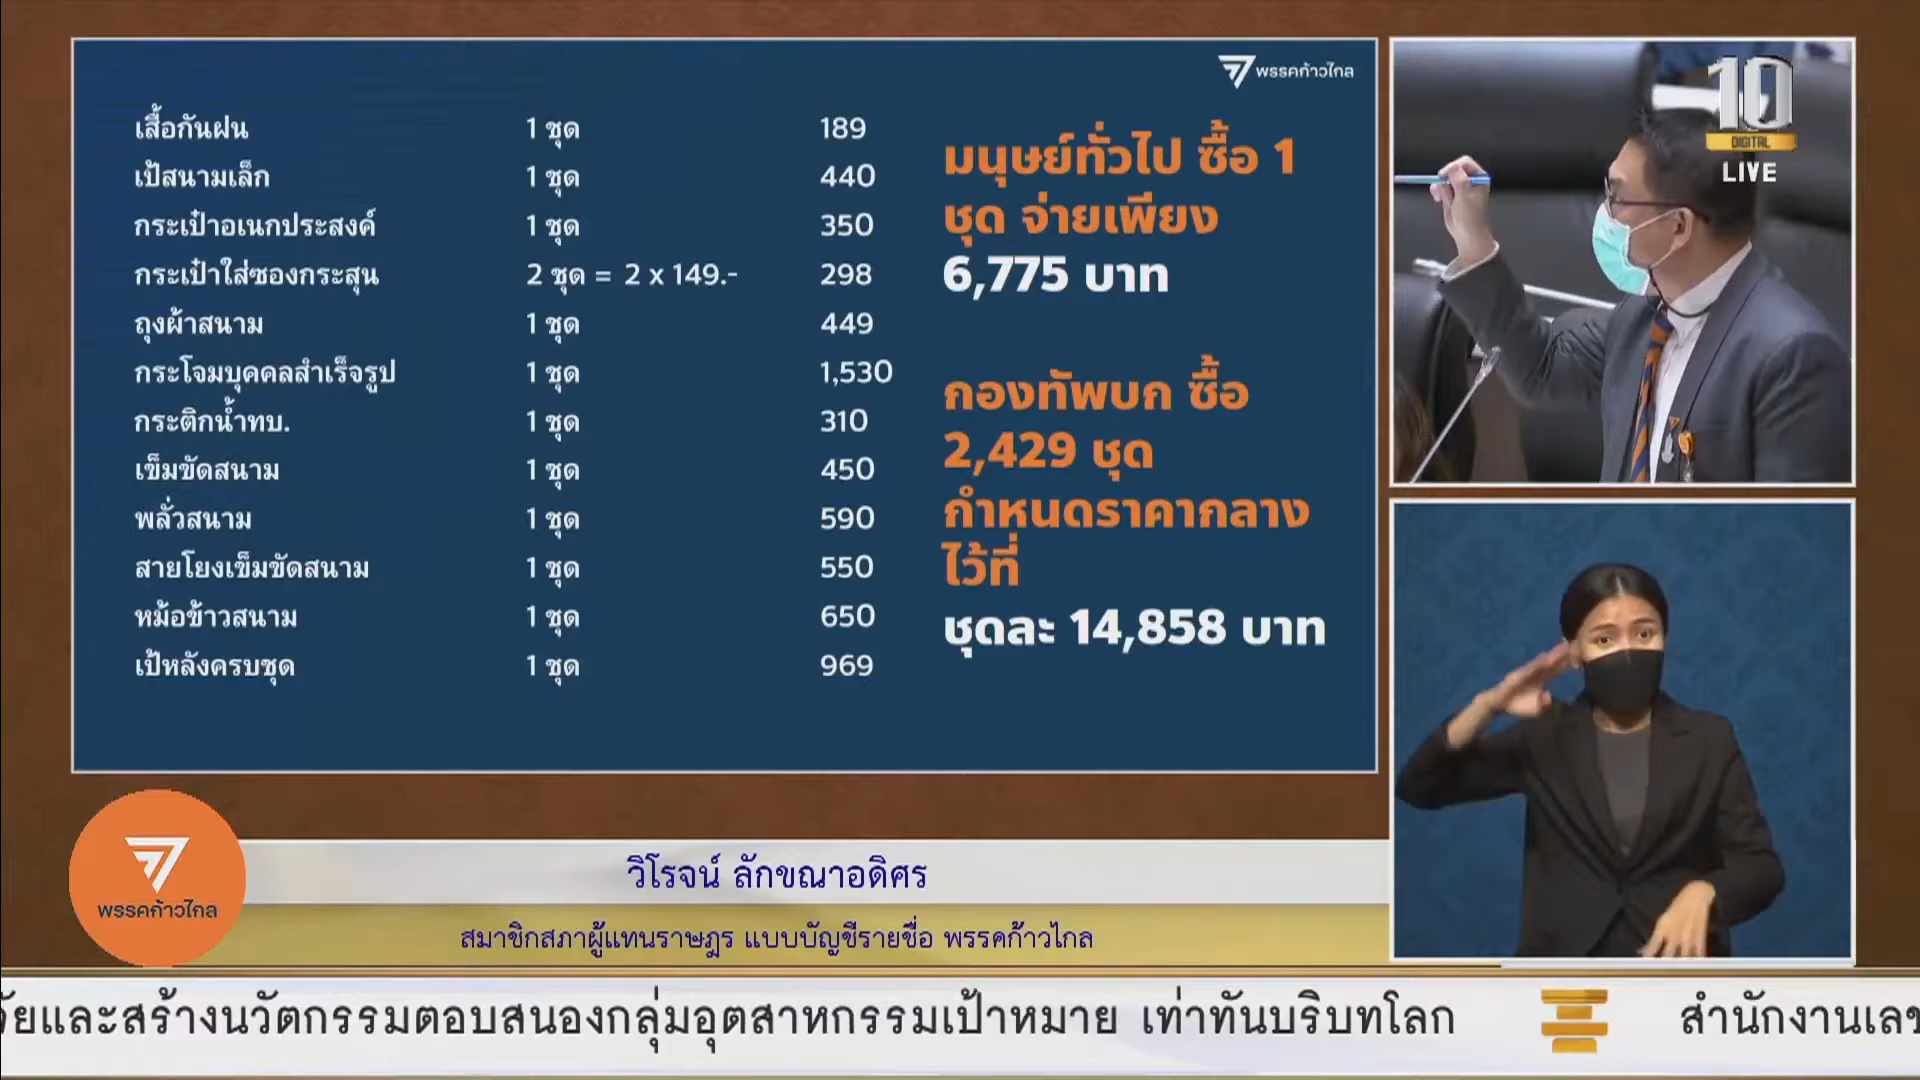 พรรคก้าวไกล
เสื้อกันฝน 1 ชุด 189
เป้สนามเล็ก 1 ชุด 440
กระเป๋าอเนกประสงค์ 1 ชุด 350
กระเป๋าใส่ซองกระสุน 2 ชุด = 2 x 149.- 298
ถุงผ้าสนาม 1 ชุด 449
กระโจมบุคคลสำเร็จรูป 1 ชุด 1,530
กระติกน้ำทบ. 1 ชุด 310
เข็มขัดสนาม 1 ชุด 450
พลั่วสนาม 1 ชุด 590
สายโยงเข็มขัดสนาม 1 ชุด 550
หม้อข้าวสนาม 1 ชุด 650
เป้หลังครบชุด 1 ชุด 969
มนุษย์ทั่วไป ซื้อ 1
ชุด จ่ายเพียง
6,775 บาท
กองทัพบก ซื้อ
2,429 ชุด
กำหนดราคากลาง
ไว้ที่
ชุดละ 14,858 บาท
10
DIGITAL
LIVE
พรรคก้าวไกล
วิโรจน์ ลักขณาอดิศร
สมาชิกสภาผู้แทนราษฎร แบบบัญชีรายชื่อ พรรคก้าวไกล
วัยและสร้างนวัตกรรมตอบสนองกลุ่มอุตสาหกรรมเป้าหมาย เท่าทันบริบทโลก สำนักงานเลข